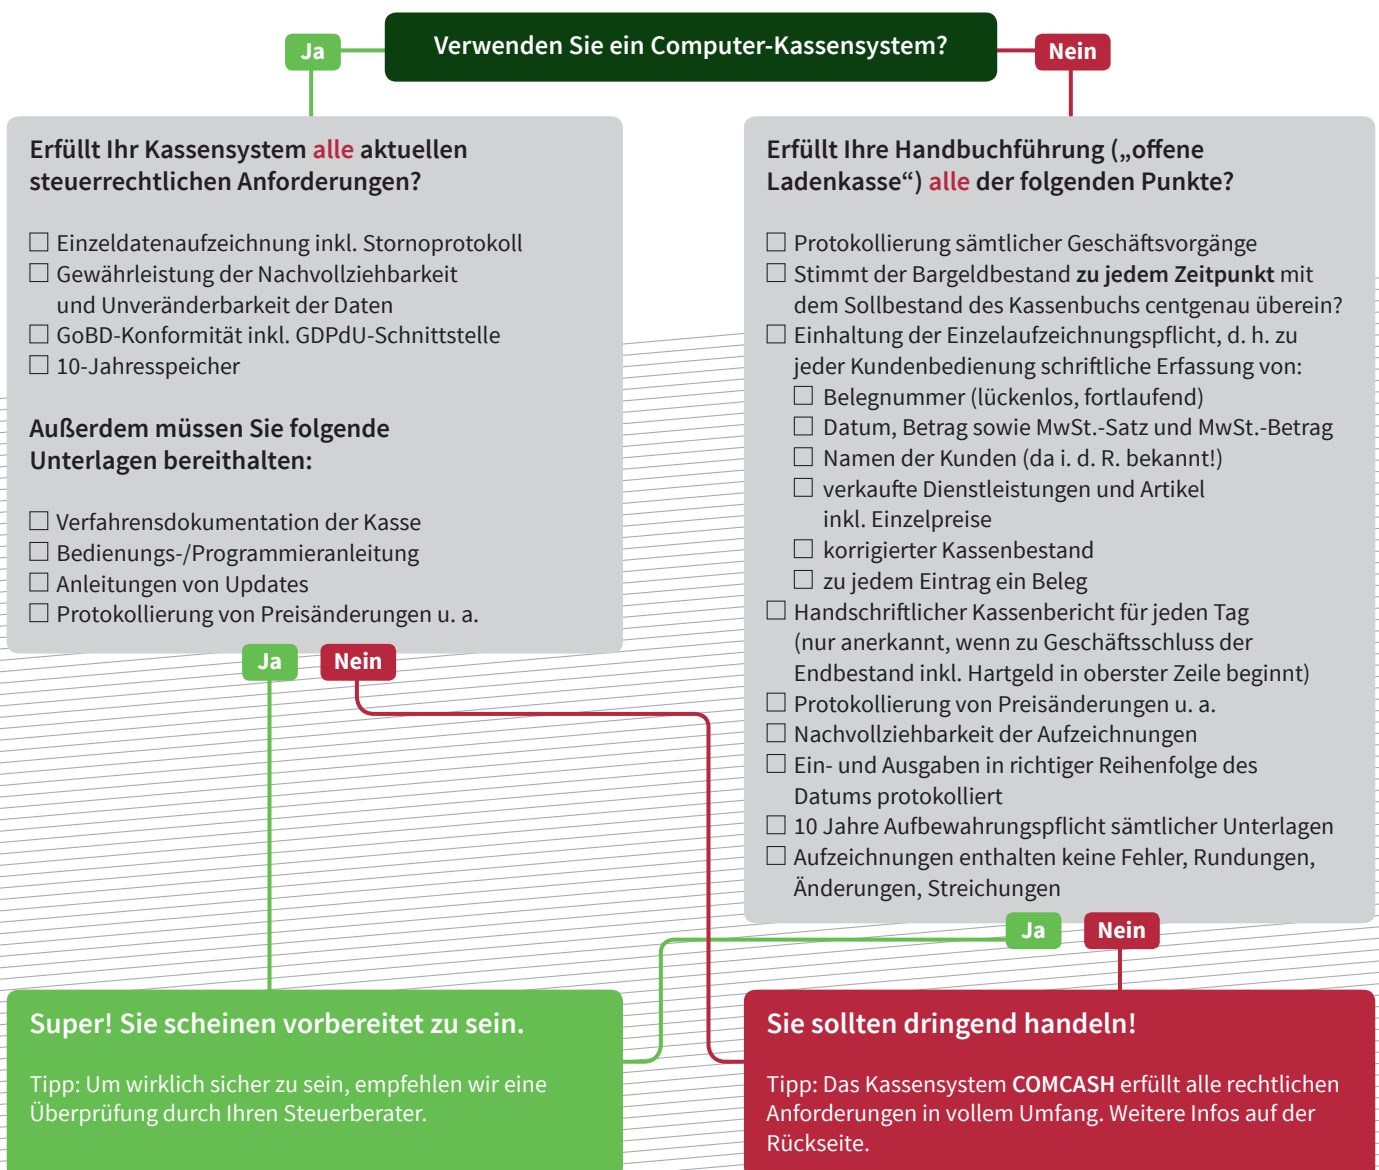 Verwenden Sie ein Computer-Kassensystem?
Ja
Nein
Erfüllt Ihr Kassensystem alle aktuellen
steuerrechtlichen Anforderungen?
☐ Einzeldatenaufzeichnung inkl. Stornoprotokoll
☐ Gewährleistung der Nachvollziehbarkeit
und Unveränderbarkeit der Daten
☐ GoBD-Konformität inkl. GDPdU-Schnittstelle
☐ 10-Jahresspeicher
Außerdem müssen Sie folgende
Unterlagen bereithalten:
☐ Verfahrensdokumentation der Kasse
☐ Bedienungs-/Programmieranleitung
☐ Anleitungen von Updates
☐ Protokollierung von Preisänderungen u. a.
Ja
Nein
Erfüllt Ihre Handbuchführung („offene
Ladenkasse“) alle der folgenden Punkte?
☐ Protokollierung sämtlicher Geschäftsvorgänge
☐ Stimmt der Bargeldbestand zu jedem Zeitpunkt mit
dem Sollbestand des Kassenbuchs centgenau überein?
☐ Einhaltung der Einzelaufzeichnungspflicht, d. h. zu
jeder Kundenbedienung schriftliche Erfassung von:
☐ Belegnummer (lückenlos, fortlaufend)
☐ Datum, Betrag sowie MwSt.-Satz und MwSt.-Betrag
☐ Namen der Kunden (da i. d. R. bekannt!)
☐ verkaufte Dienstleistungen und Artikel
inkl. Einzelpreise
☐ korrigierter Kassenbestand
☐ zu jedem Eintrag ein Beleg
☐ Handschriftlicher Kassenbericht für jeden Tag
(nur anerkannt, wenn zu Geschäftsschluss der
Endbestand inkl. Hartgeld in oberster Zeile beginnt)
☐ Protokollierung von Preisänderungen u. a.
☐ Nachvollziehbarkeit der Aufzeichnungen
☐ Ein- und Ausgaben in richtiger Reihenfolge des
Datums protokolliert
☐ 10 Jahre Aufbewahrungspflicht sämtlicher Unterlagen
☐ Aufzeichnungen enthalten keine Fehler, Rundungen,
Änderungen, Streichungen
Ja
Nein
Super! Sie scheinen vorbereitet zu sein.
Tipp: Um wirklich sicher zu sein, empfehlen wir eine
Überprüfung durch Ihren Steuerberater.
Sie sollten dringend handeln!
Tipp: Das Kassensystem COMCASH erfüllt alle rechtlichen
Anforderungen in vollem Umfang. Weitere Infos auf der
Rückseite.